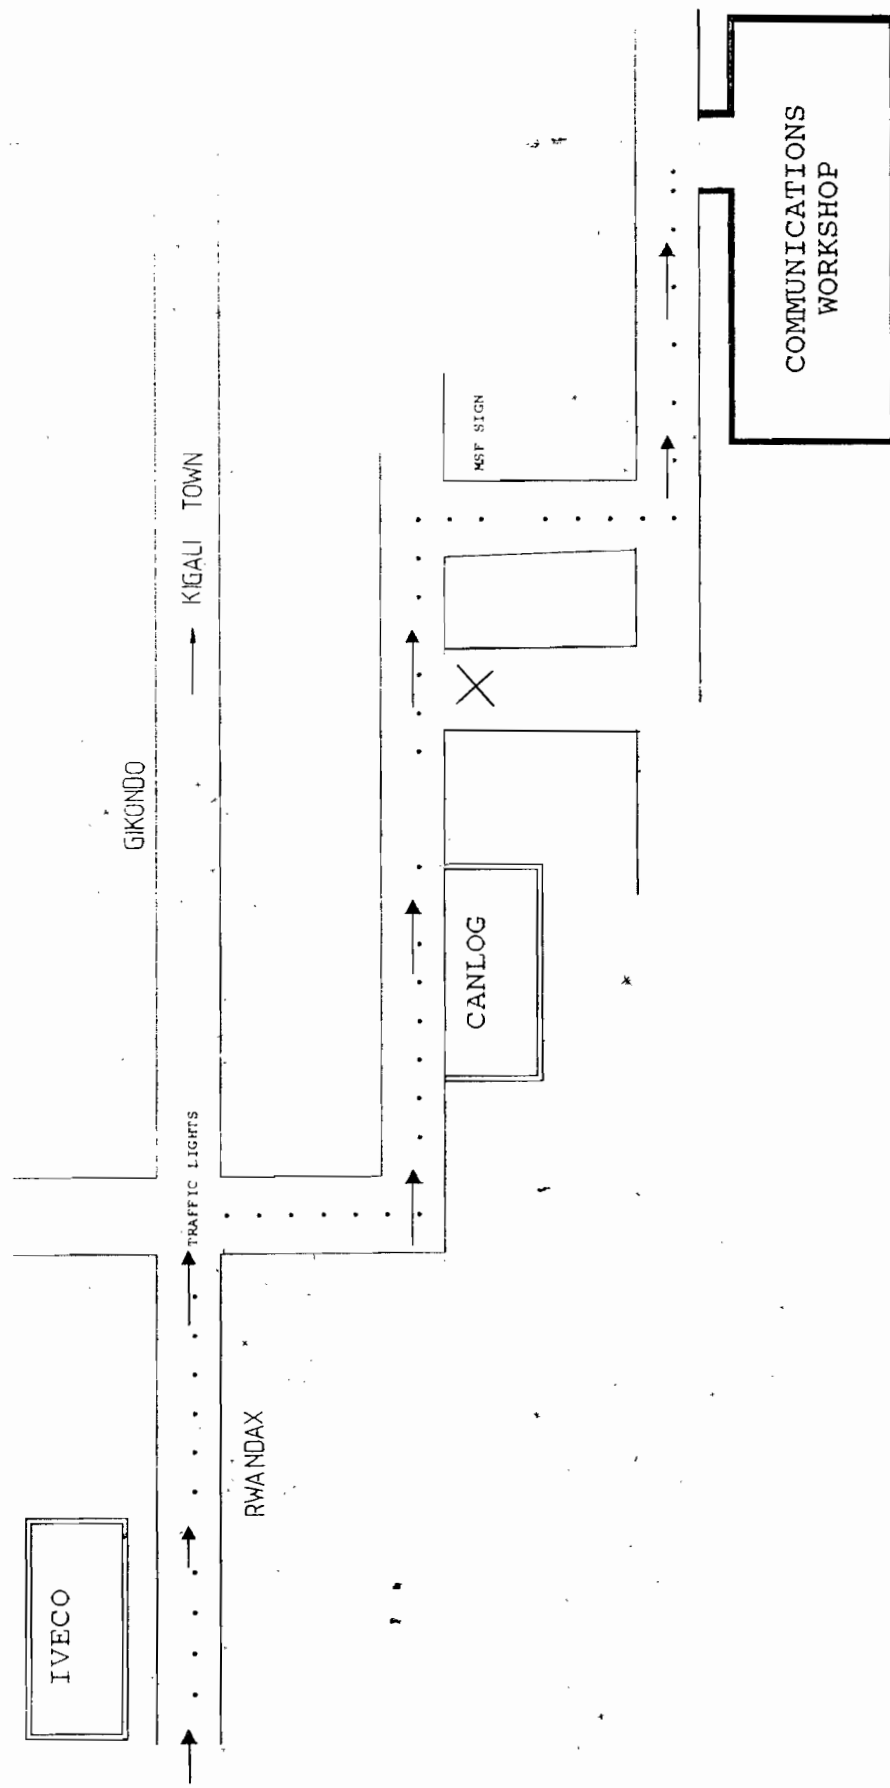 IVECO
RWANDAX
TRAFFIC LIGHTS
GIKONDO
KIGALI TOWN
CANLOG
MSF SIGN
COMMUNICATIONS
WORKSHOP